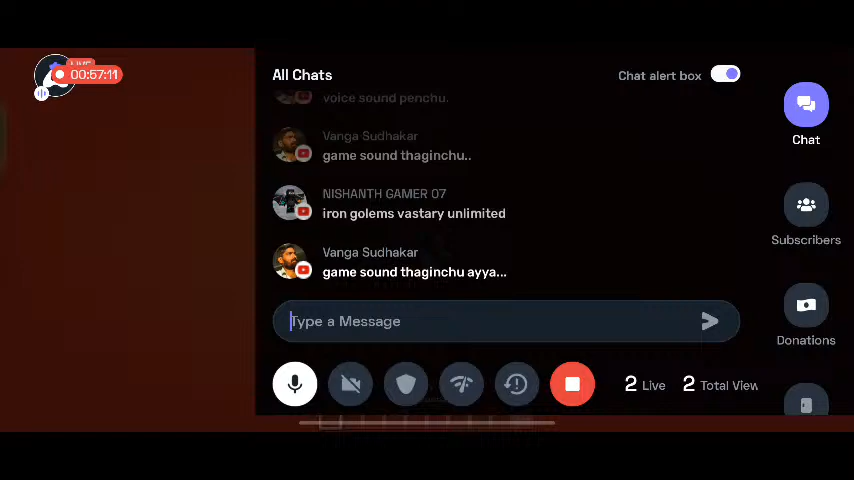 LIVE
00:57:11
All Chats
Chat alert box
voice sound penchu.
Vanga Sudhakar
game sound thaginchu..
NISHANTH GAMER 07
iron golems vastary unlimited
Vanga Sudhakar
game sound thaginchu ayya...
Type a Message
2 Live 2 Total View
Chat
Subscribers
Donations